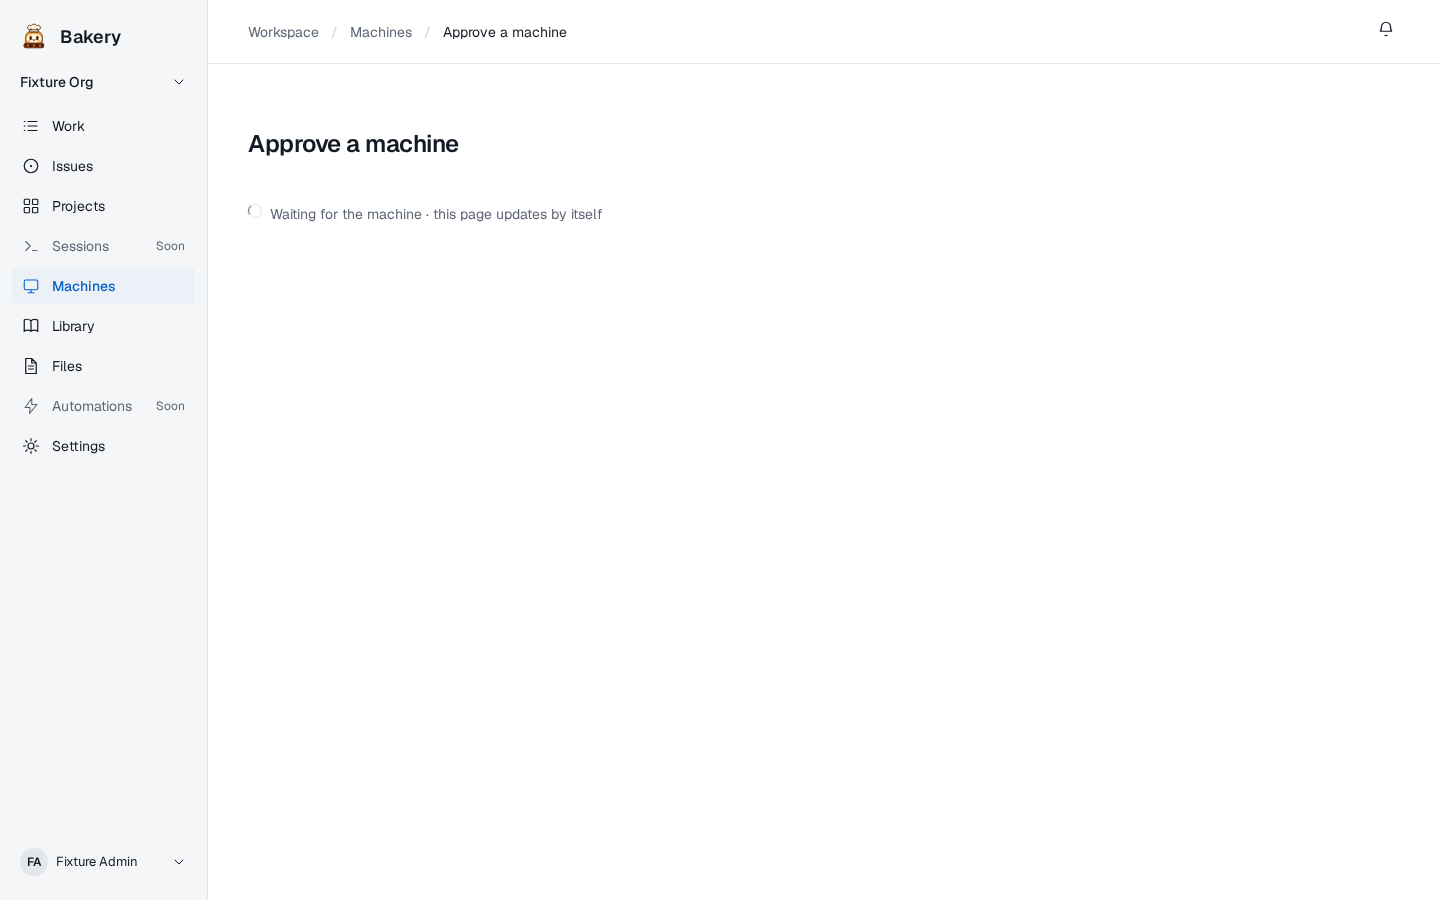 Bakery
Fixture Org
Work
Issues
Projects
Sessions Soon
Machines
Library
Files
Automations Soon
Settings
FA Fixture Admin
Workspace / Machines / Approve a machine
Approve a machine
Waiting for the machine · this page updates by itself